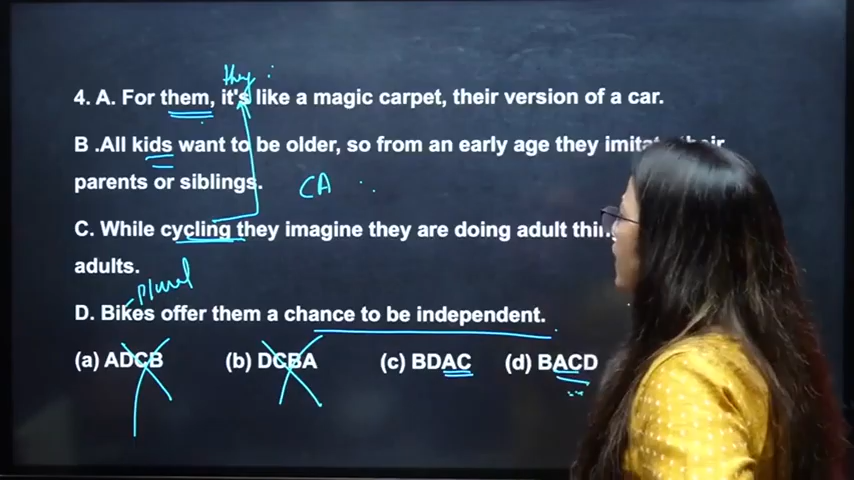 they :
4. A. For them, it's like a magic carpet, their version of a car.
B .All kids want to be older, so from an early age they imitate their
parents or siblings. CA
C. While cycling they imagine they are doing adult
adults.
plural
D. Bikes offer them a chance to be independent.
(a) ADCB (b) DCBA (c) BDAC (d) BACD